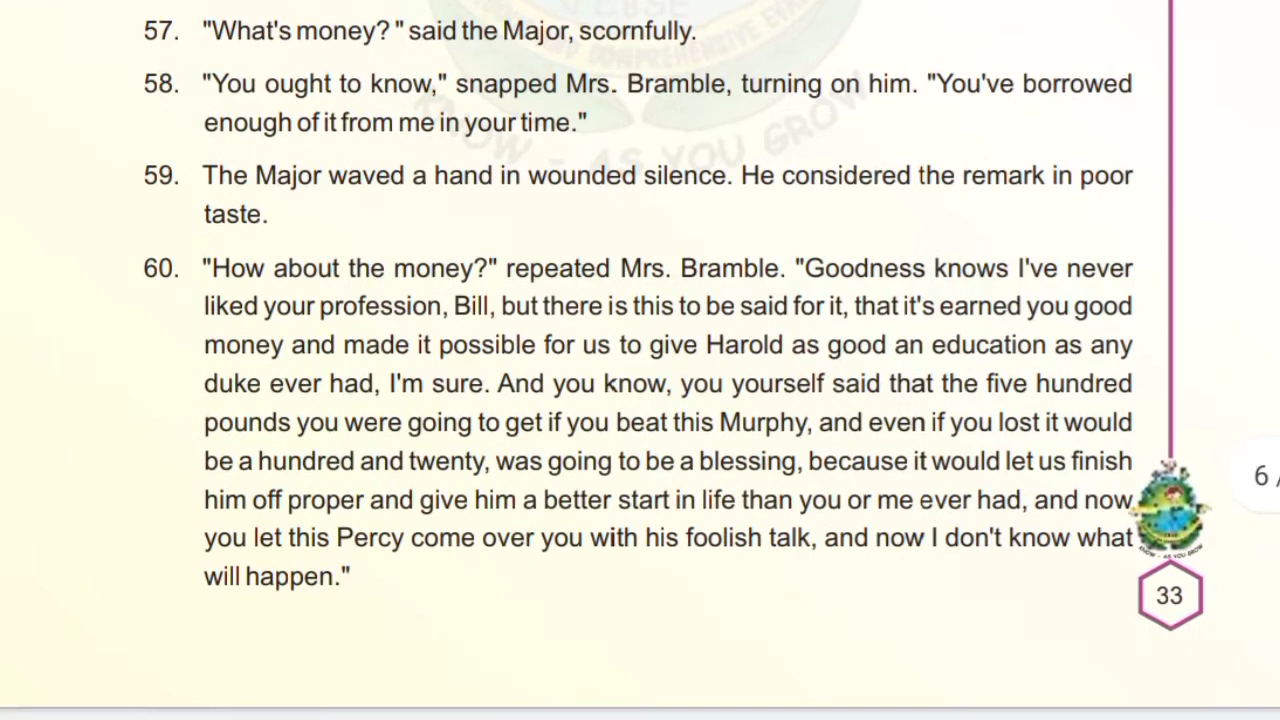 57. "What's money? " said the Major, scornfully.
58. "You ought to know," snapped Mrs. Bramble, turning on him. "You've borrowed
enough of it from me in your time."
59. The Major waved a hand in wounded silence. He considered the remark in poor
taste.
60. "How about the money?" repeated Mrs. Bramble. "Goodness knows I've never
liked your profession, Bill, but there is this to be said for it, that it's earned you good
money and made it possible for us to give Harold as good an education as any
duke ever had, I'm sure. And you know, you yourself said that the five hundred
pounds you were going to get if you beat this Murphy, and even if you lost it would
be a hundred and twenty, was going to be a blessing, because it would let us finish
him off proper and give him a better start in life than you or me ever had, and now
you let this Percy come over you with his foolish talk, and now I don't know what
will happen."
KNOW - AS YOU GROW
33
6 /